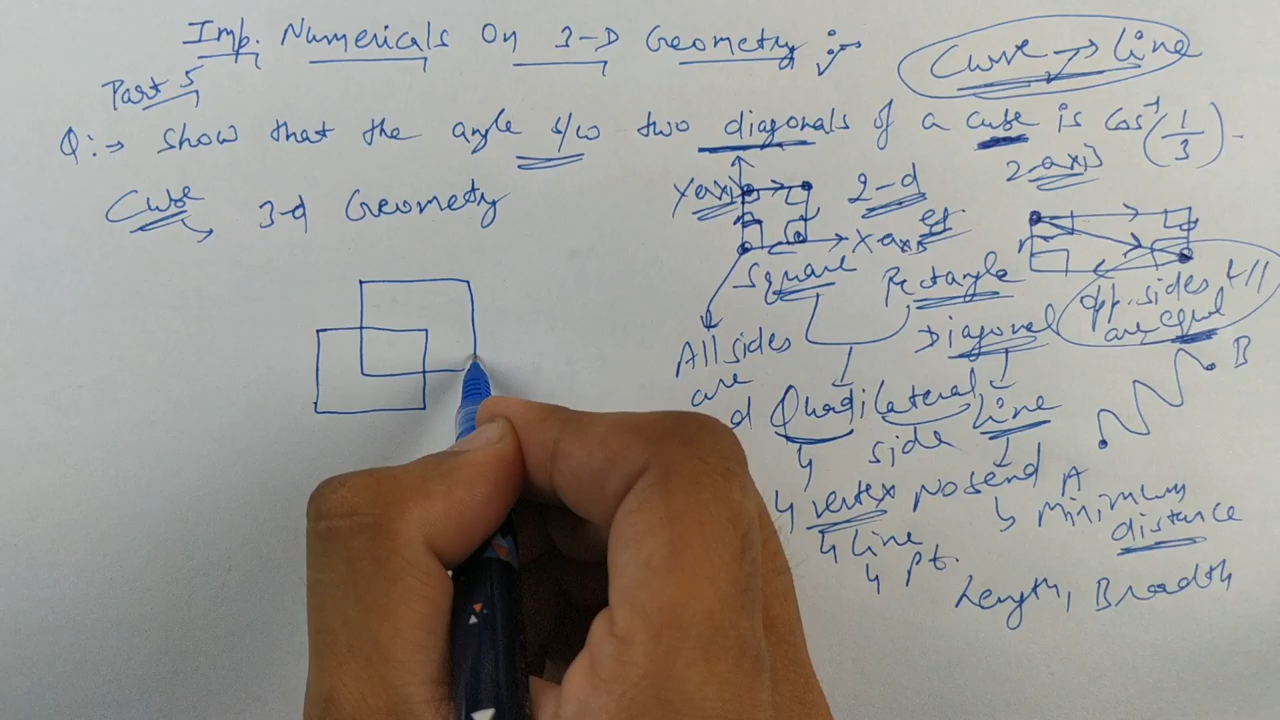 Imp. Numericals On 3-D Geometry :-
Curve → Line
Part 5
Q:→ Show that the angle b/w two diagonals of a cube is Cos⁻¹(1/3).
Cube
↳ 3-d Geometry
Y axis
2-d
2-axis
X axis
Square
Rectangle
opp. sides, 4 //
are equal
All sides
are
Diagonal
Quadilateral
side
Line
B
4
4 vertex
No send
A
4 Line
4 Pt.
↳ Minimum
distance
Length, Breadth